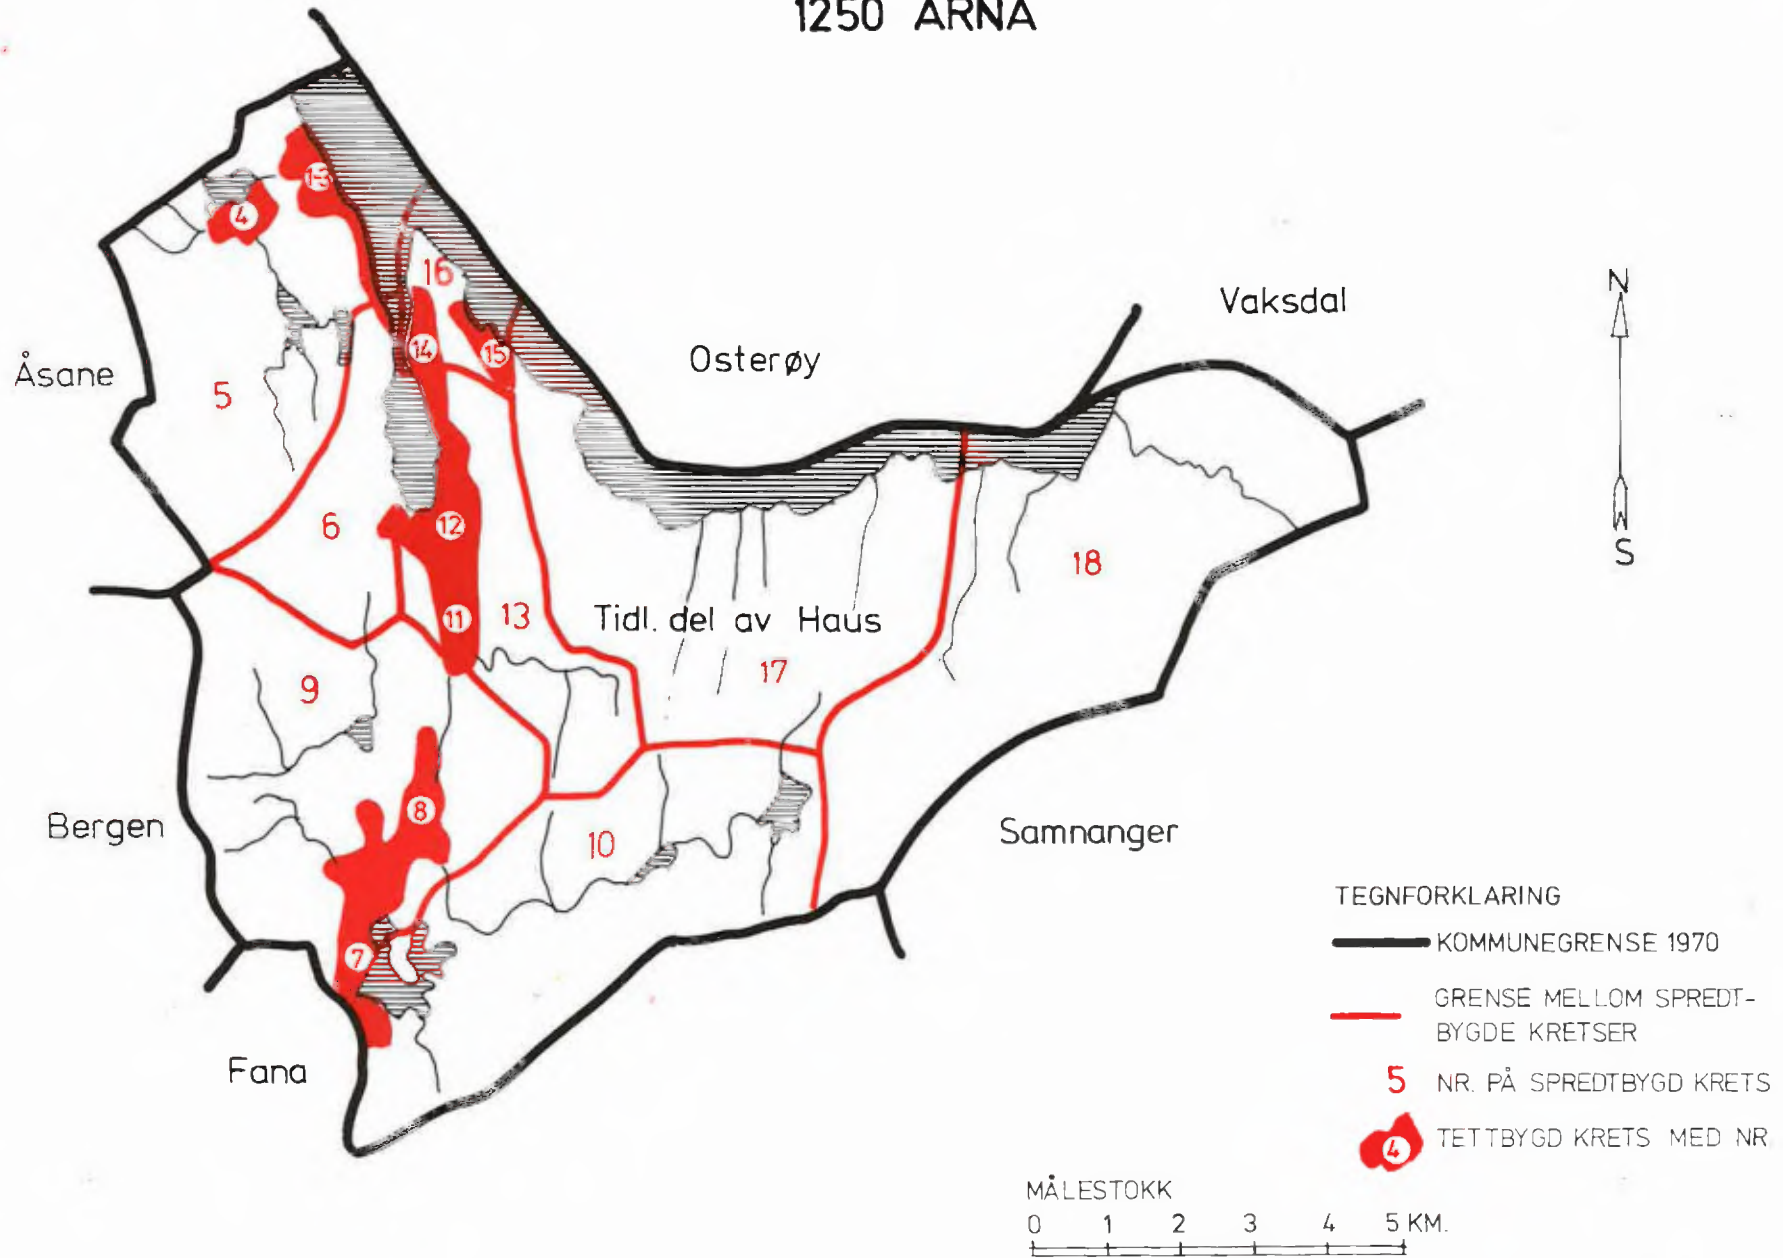 1250 ARNA
1-3
4
16
Vaksdal
N
14
15
Osterøy
Åsane
5
6
12
S
18
11
13
Tidl. del av Haus
17
9
8
Bergen
10
Samnanger
7
Fana
TEGNFORKLARING
KOMMUNEGRENSE 1970
GRENSE MELLOM SPREDT-
BYGDE KRETSER
5 NR. PÅ SPREDTBYGD KRETS
4 TETTBYGD KRETS MED NR
MÅLESTOKK
0 1 2 3 4 5 KM.